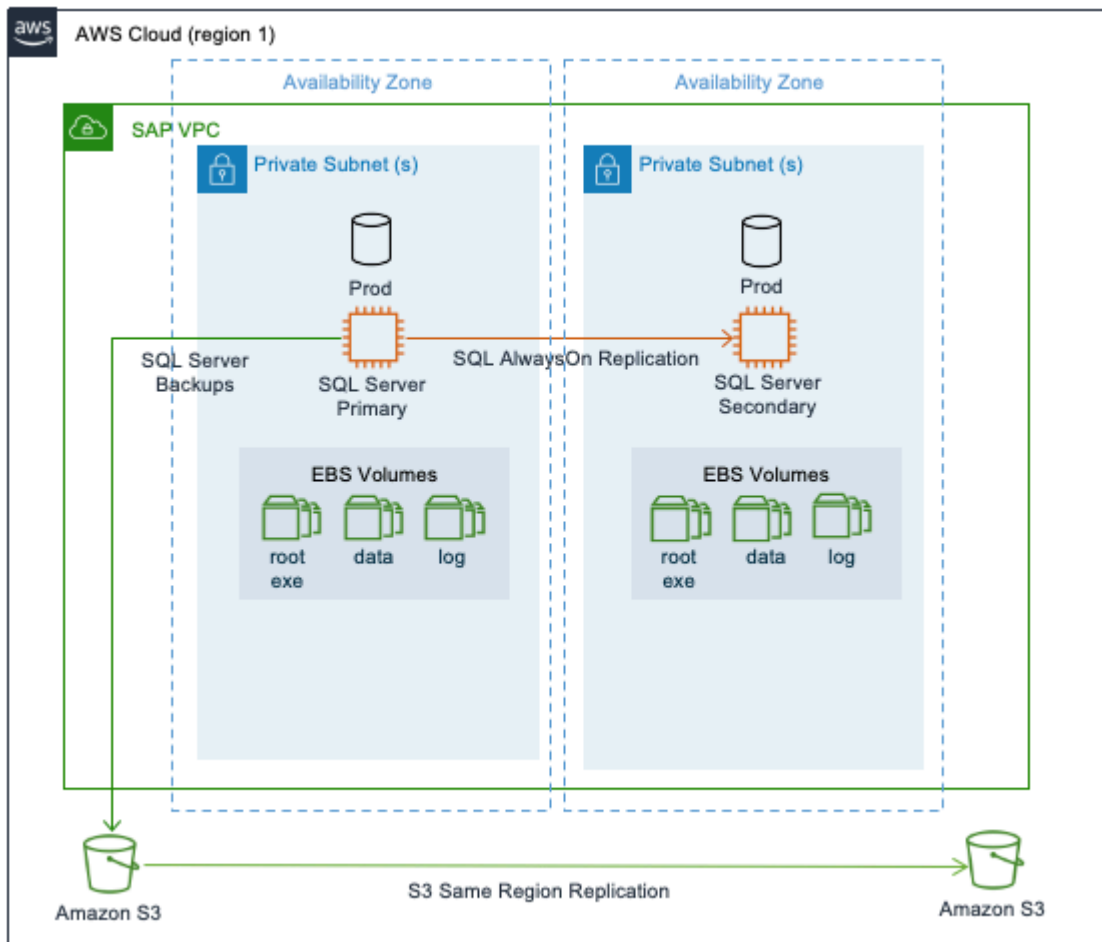 aws
AWS Cloud (region 1)
Availability Zone
Availability Zone
SAP VPC
Private Subnet (s)
Private Subnet (s)
Prod
Prod
SQL Server
Backups
SQL Server
Primary
SQL AlwaysOn Replication
SQL Server
Secondary
EBS Volumes
root
exe
data
log
EBS Volumes
root
exe
data
log
Amazon S3
S3 Same Region Replication
Amazon S3